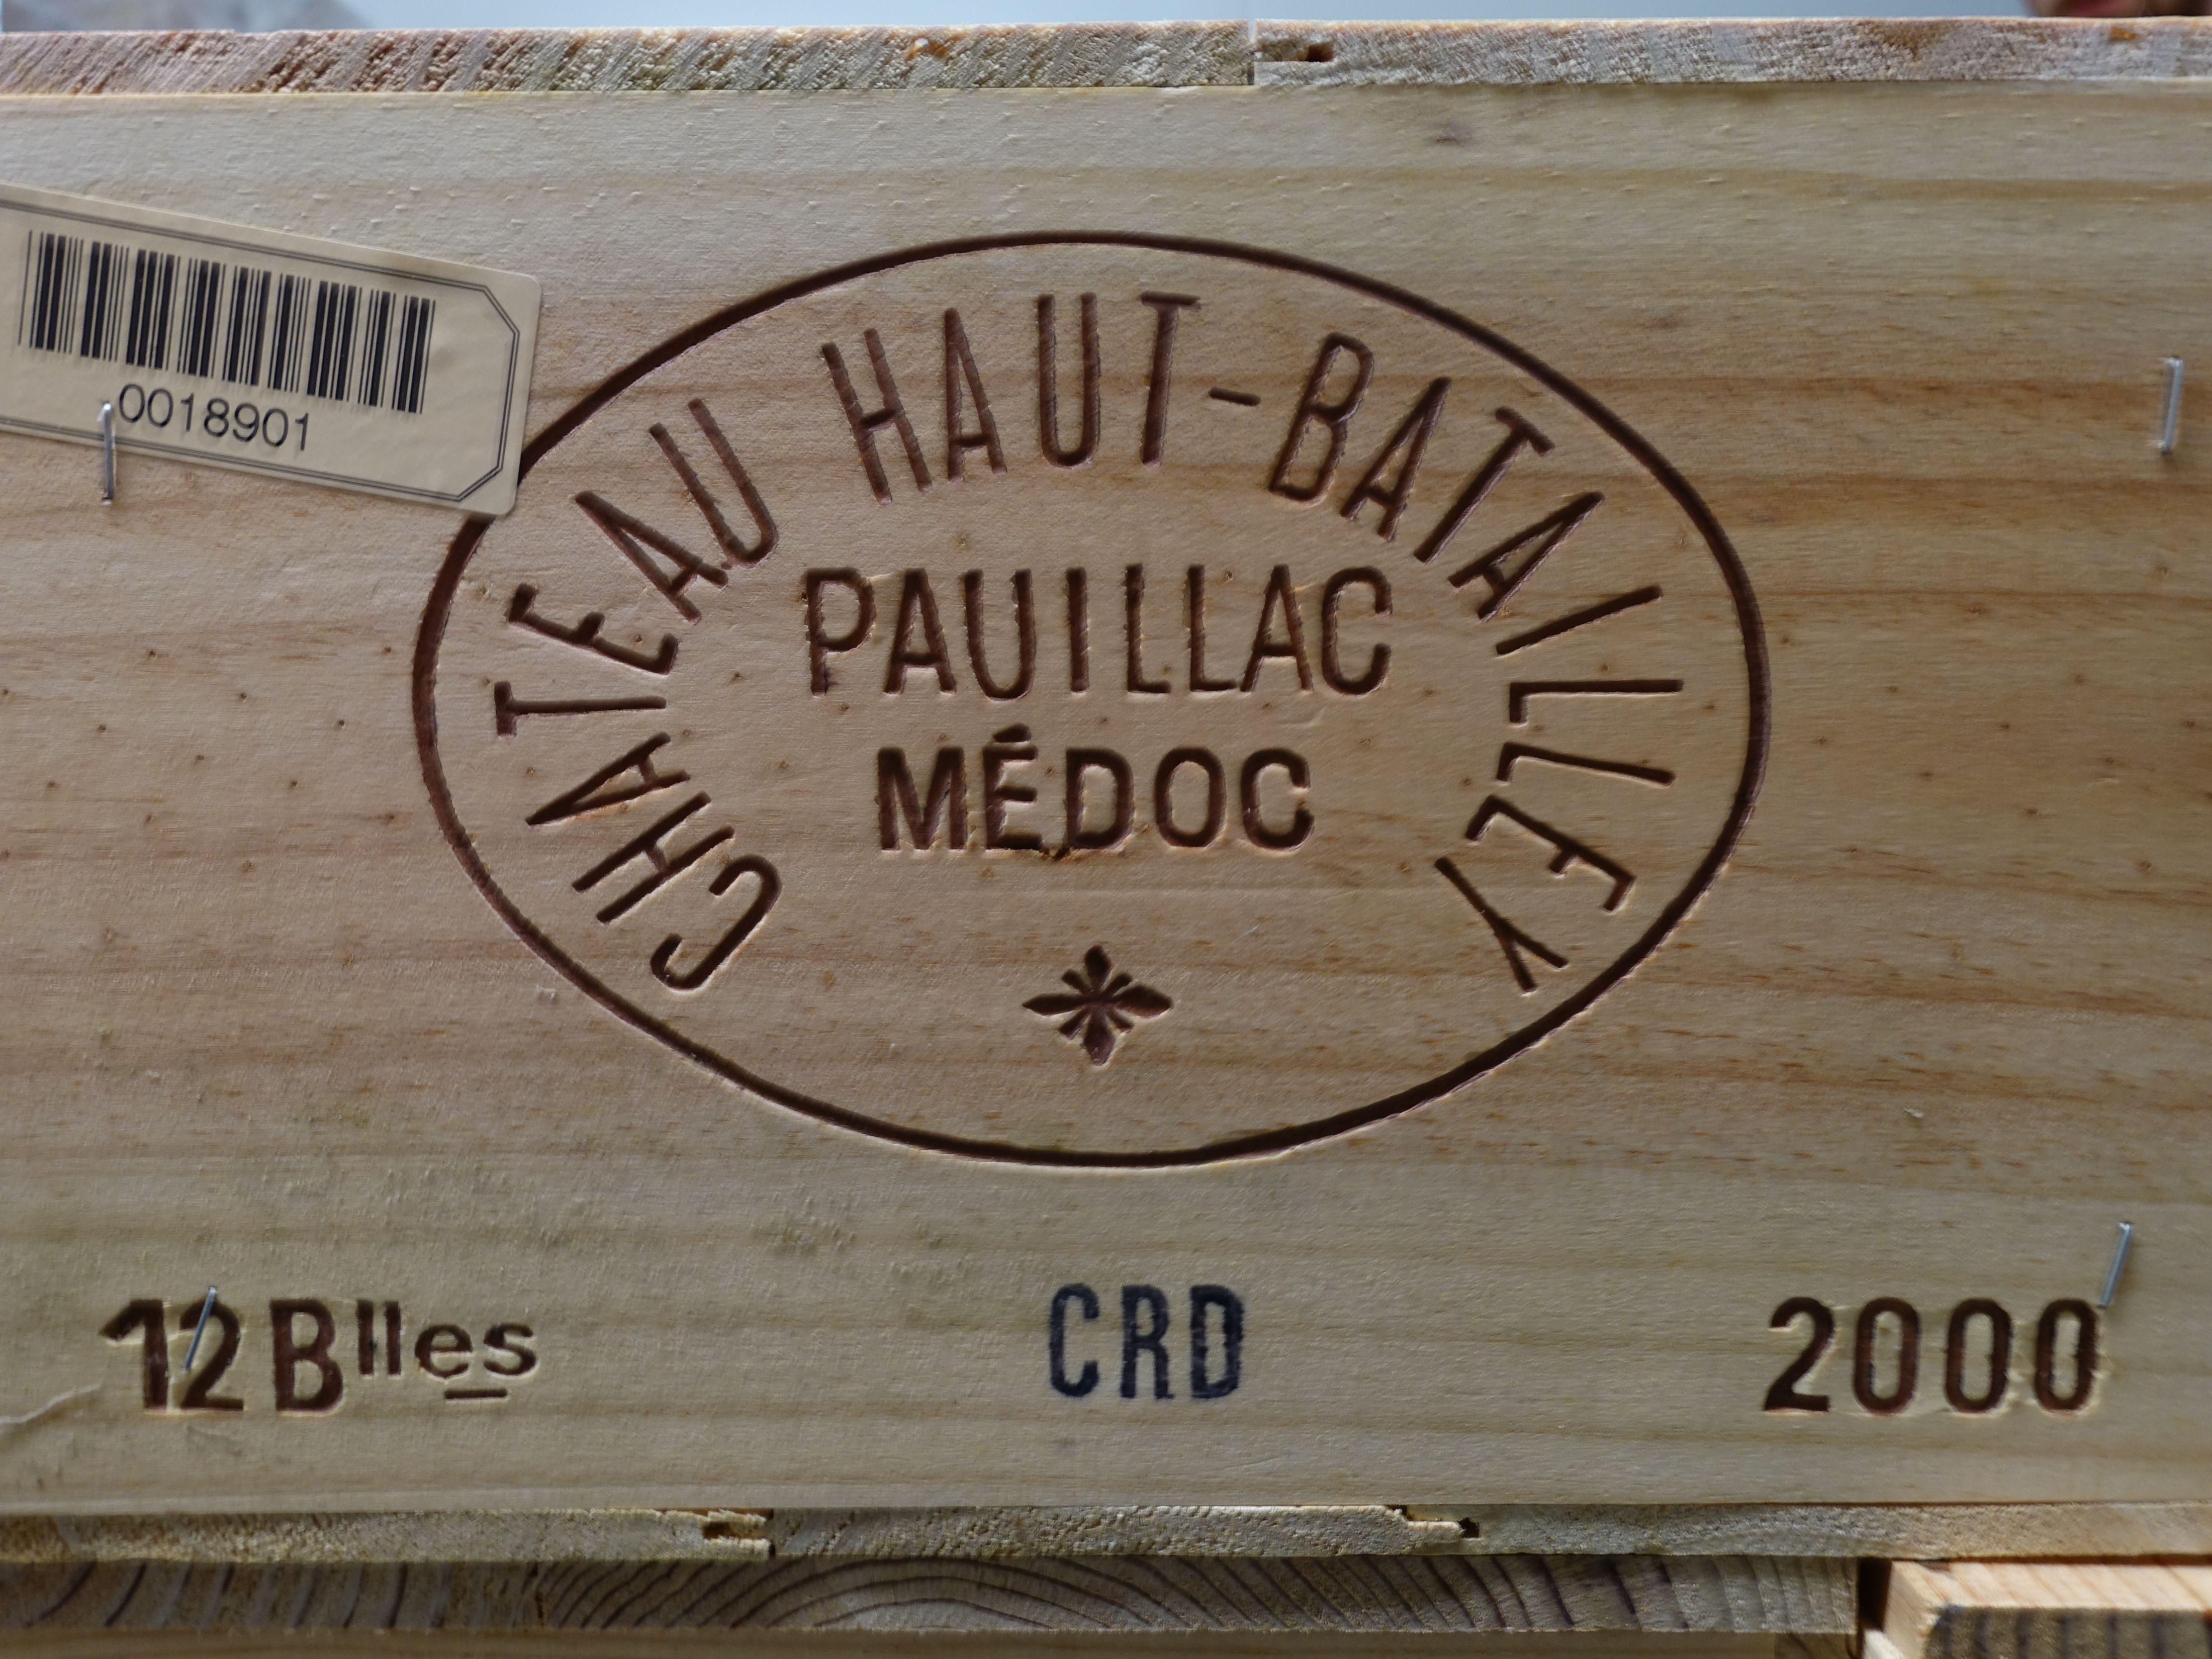 0018901
CHATEAU HAUT-BATAILLEY
PAUILLAC
MÉDOC
12 Blles
CRD
2000